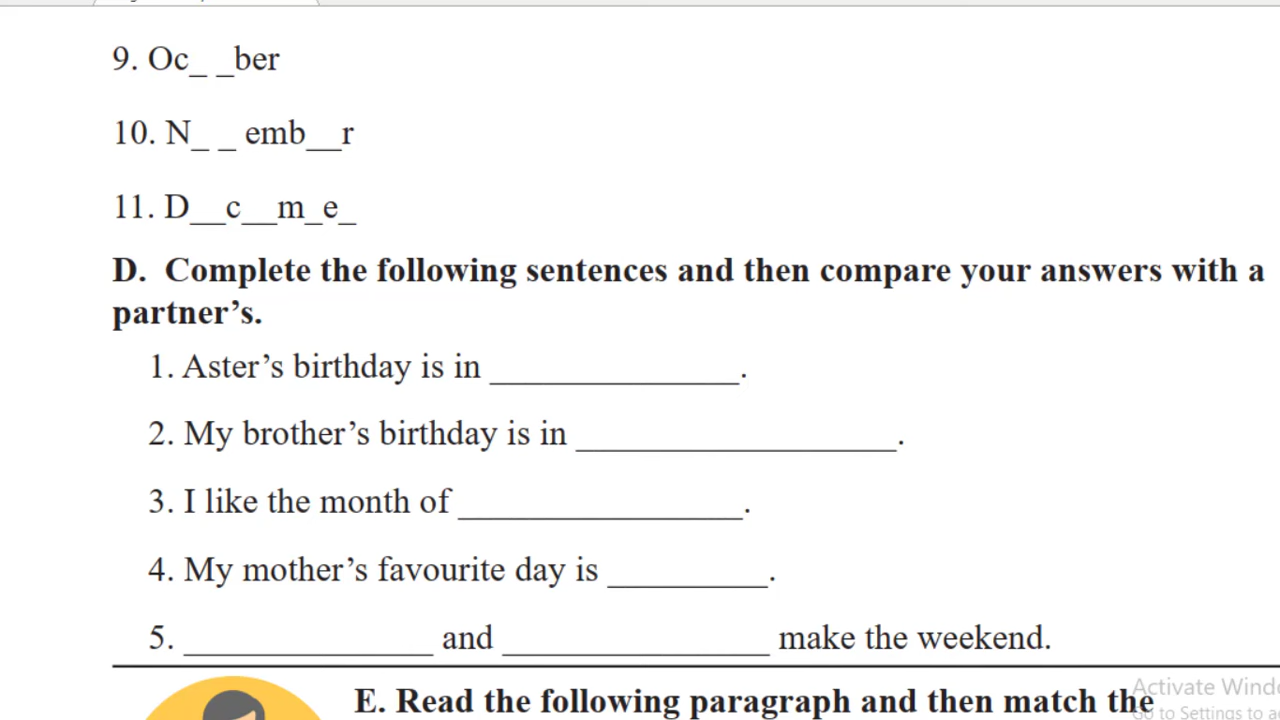 9. Oc_ _ber
10. N_ _ emb__r
11. D__c__m_e_
D. Complete the following sentences and then compare your answers with a
partner's.
1. Aster's birthday is in ______________.
2. My brother's birthday is in __________________.
3. I like the month of ________________.
4. My mother's favourite day is _________.
5. ______________ and _______________ make the weekend.
E. Read the following paragraph and then match the
Activate Wind
to Settings to a